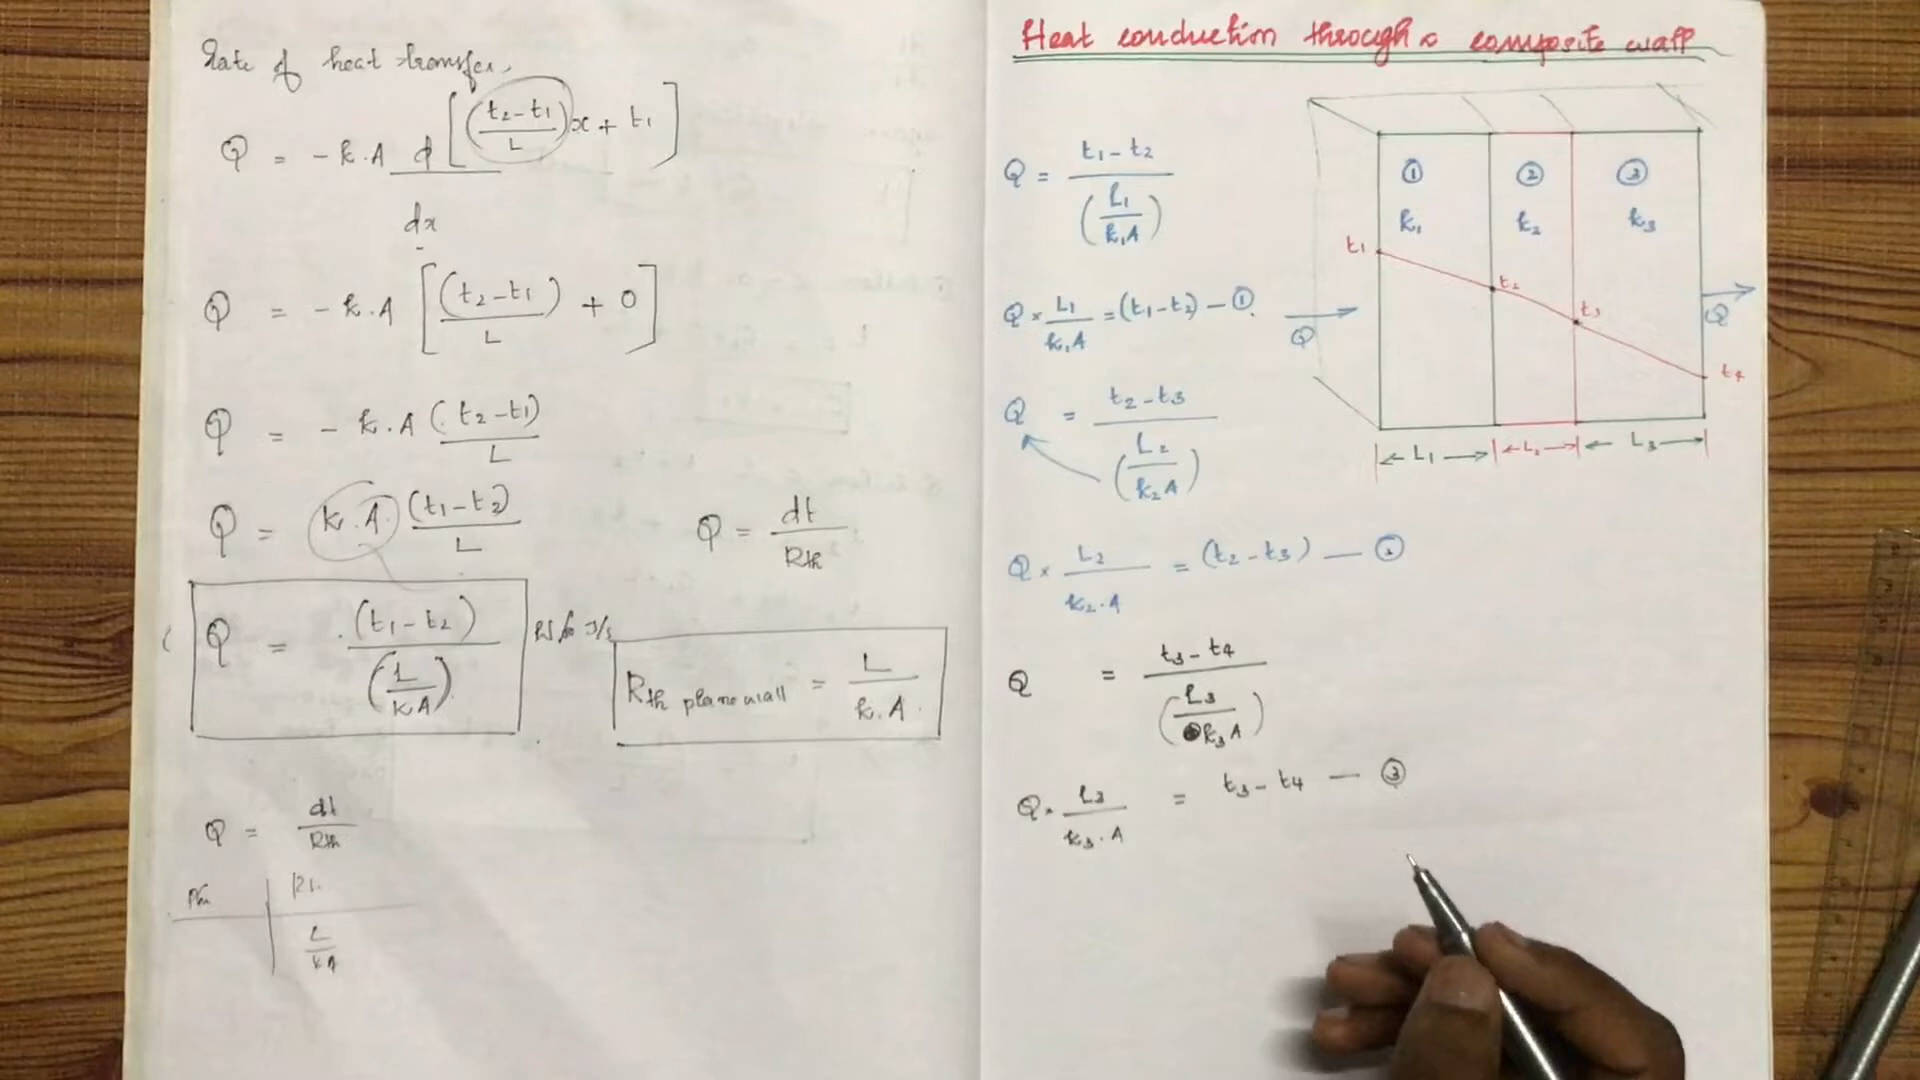 Rate of heat transfer,
Q = -k.A d[((t2-t1)/L)x + t1]/dx
Q = -k.A [(t2-t1)/L + 0]
Q = -k.A (t2-t1)/L
Q = k.A. (t1-t2)/L
Q = dt/Rth
Q = (t1-t2)/(L/kA)
J/s
Rth plane wall = L/k.A
Q = dt/Rth
L/kA
Heat conduction through a composite wall
Q = (t1-t2)/(L1/k1A)
Q × L1/k1A = (t1-t2) - ①
Q = (t2-t3)/(L2/k2A)
Q × L2/k2.A = (t2-t3) — ②
Q = (t3-t4)/(L3/k3A)
Q × L3/k3.A = t3-t4 — ③
① ② ③
k1 k2 k3
t1
t2
t3
Q Q
t4
L1 L2 L3